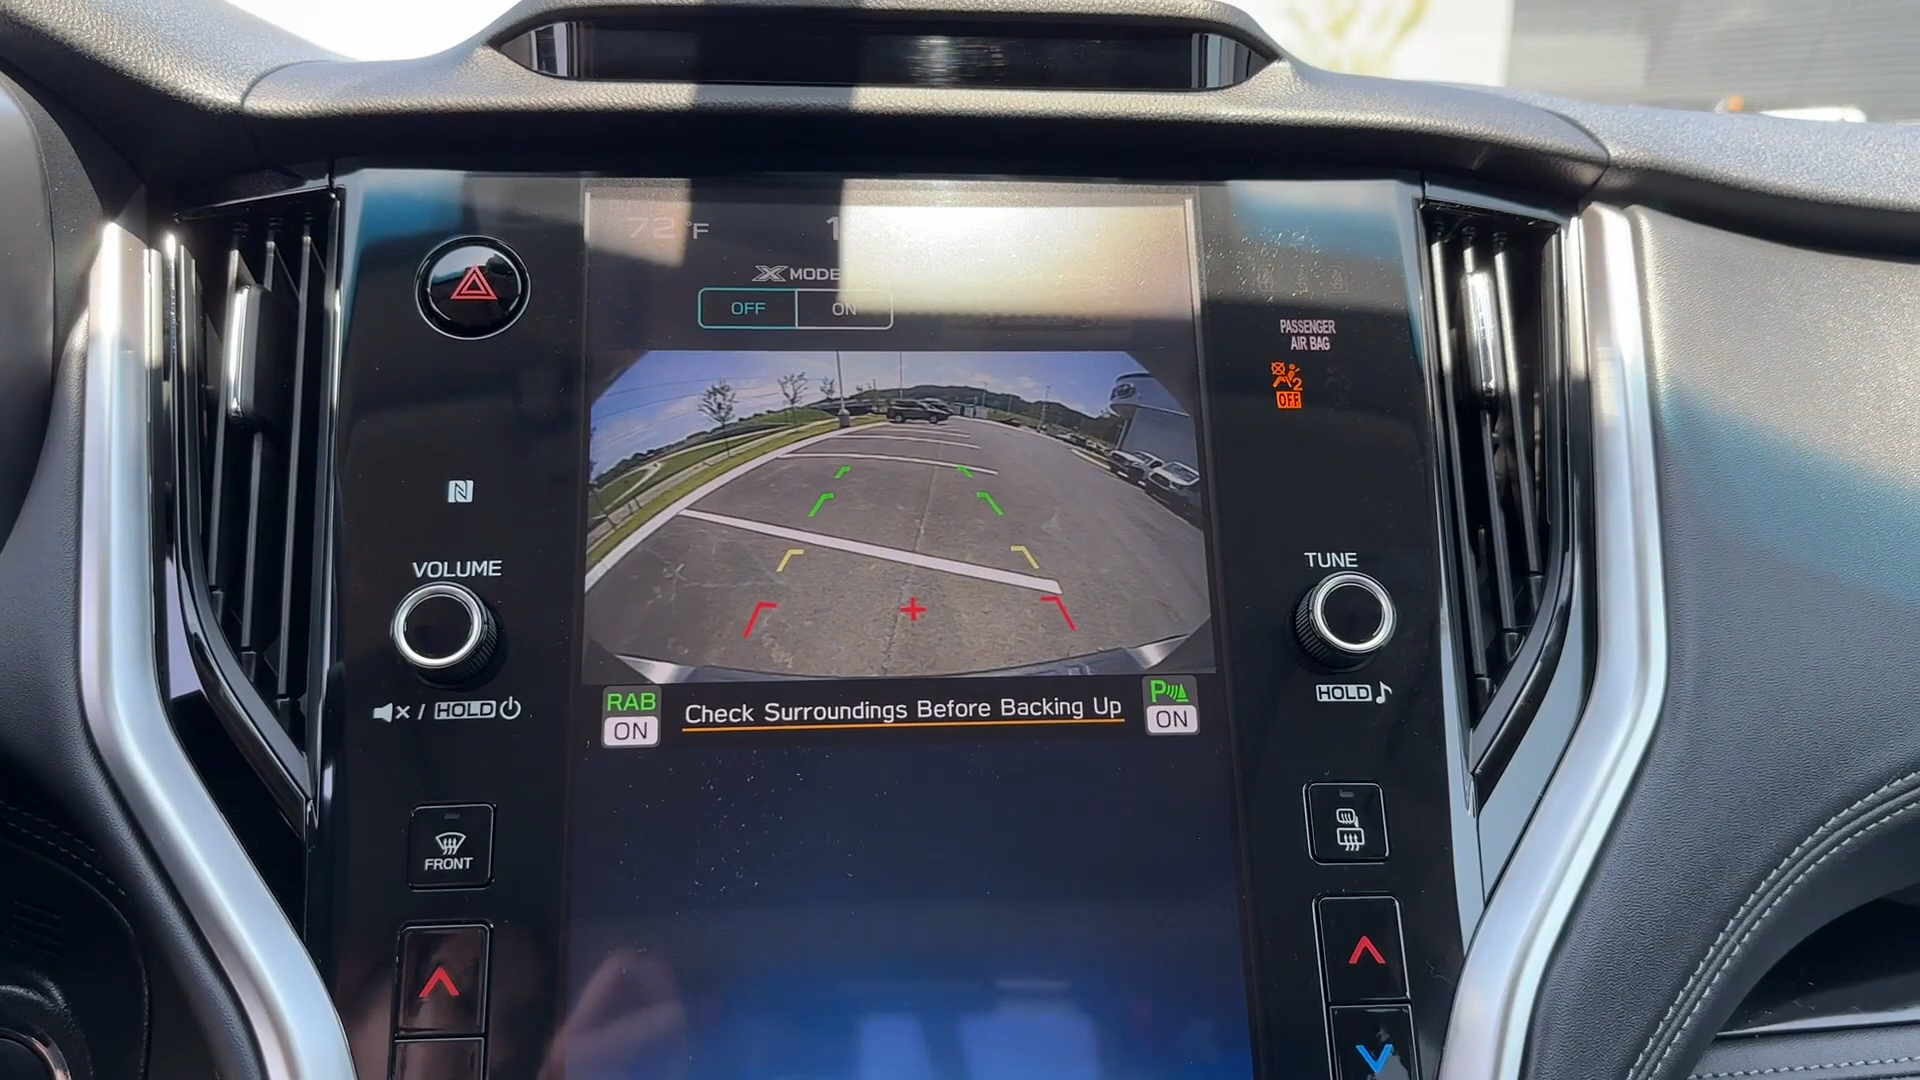 72°F
X MODE
OFF ON
PASSENGER
AIR BAG
2
OFF
N
VOLUME
TUNE
/ HOLD
HOLD
RAB
ON
Check Surroundings Before Backing Up
P
ON
FRONT